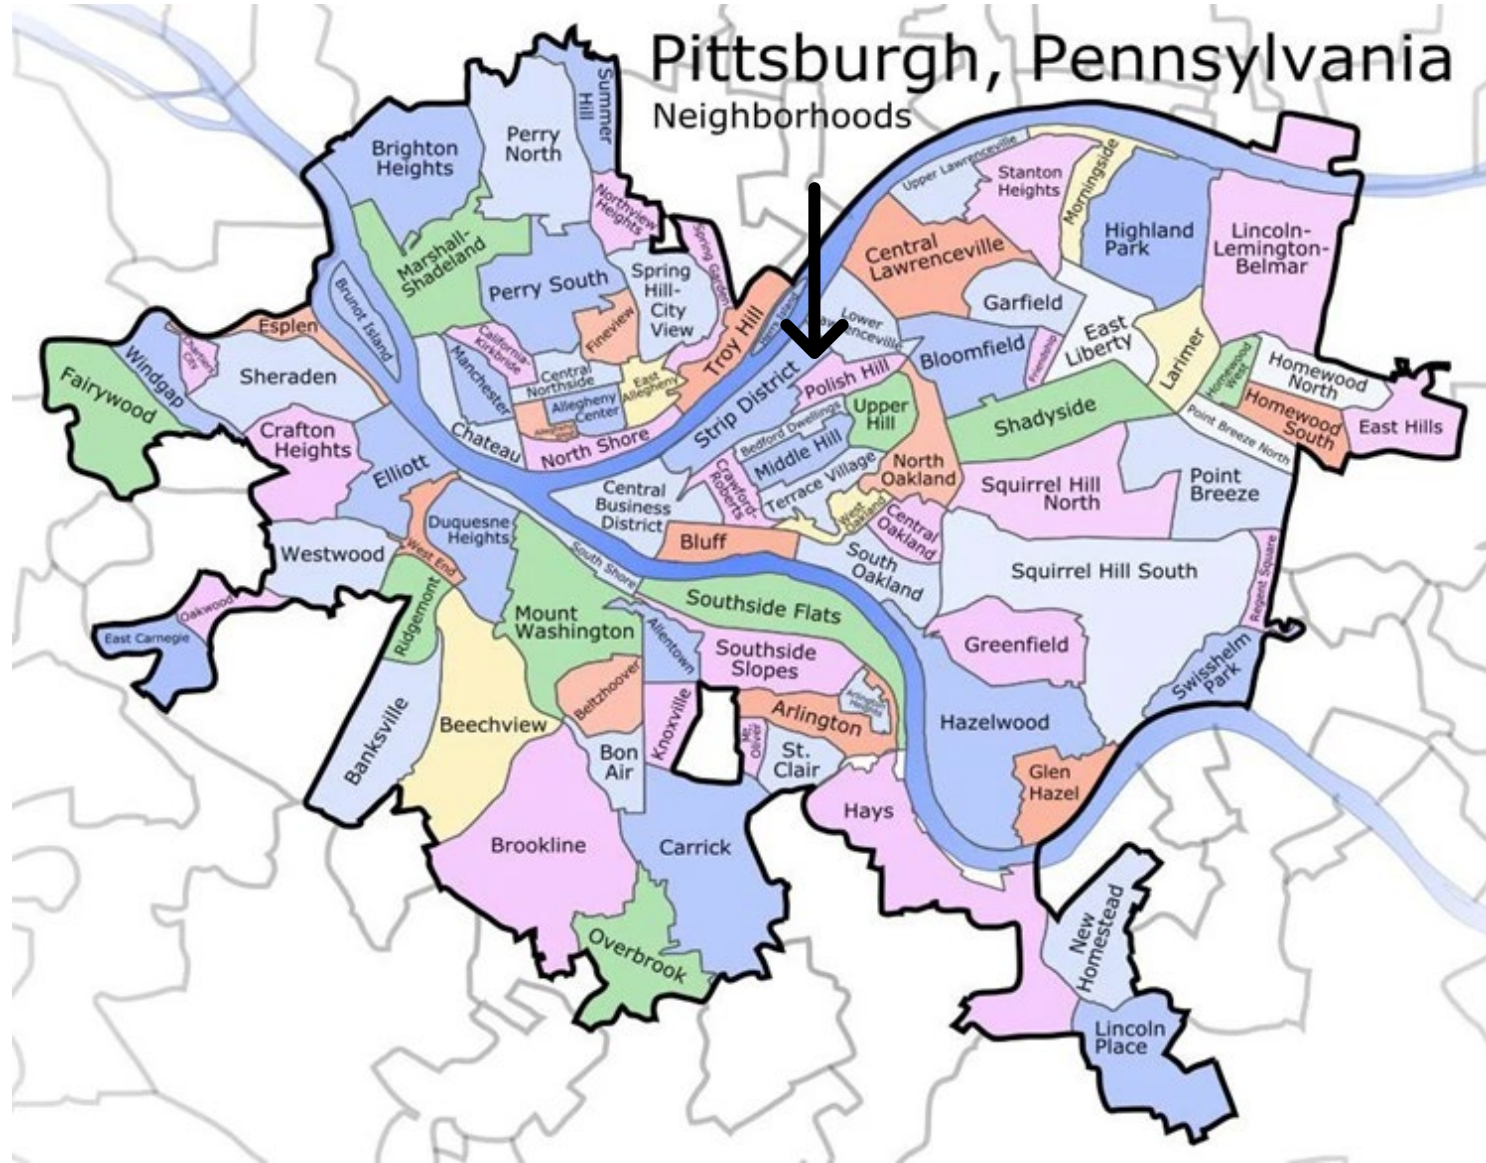 Pittsburgh, Pennsylvania
Neighborhoods
Summer
Hill
Perry
North
Brighton
Heights
Northview
Heights
Marshall-
Shadeland
Perry South
Spring
Hill-
City
View
Spring Garden
Troy Hill
Fineview
Brunot Island
Esplen
Windgap
Fairywood
Chartiers
City
Sheraden
California-
Kirkbride
Manchester
Central
Northside
East
Allegheny
Allegheny
Center
Chateau
North Shore
Crafton
Heights
Elliott
Upper Lawrenceville
Stanton
Heights
Morningside
Highland
Park
Lincoln-
Lemington-
Belmar
Central
Lawrenceville
Garfield
Lower
Lawrenceville
Bloomfield
Friendship
East
Liberty
Larimer
Homewood
West
Homewood
North
Homewood
South
East Hills
Polish Hill
Strip District
Upper
Hill
Shadyside
Point Breeze North
Bedford Dwellings
Middle Hill
Terrace Village
Crawford-
Roberts
North
Oakland
Squirrel Hill
North
Point
Breeze
Central
Business
District
West
Oakland
Central
Oakland
Bluff
South
Oakland
Squirrel Hill South
Regent Square
Duquesne
Heights
West End
Westwood
Oakwood
East Carnegie
Ridgemont
South Shore
Mount
Washington
Southside Flats
Allentown
Southside
Slopes
Greenfield
Swisshelm
Park
Banksville
Beechview
Beltzhoover
Knoxville
Bon
Air
Arlington
Arlington
Heights
Mt.
Oliver
St.
Clair
Hazelwood
Glen
Hazel
Hays
Brookline
Carrick
Overbrook
New
Homestead
Lincoln
Place